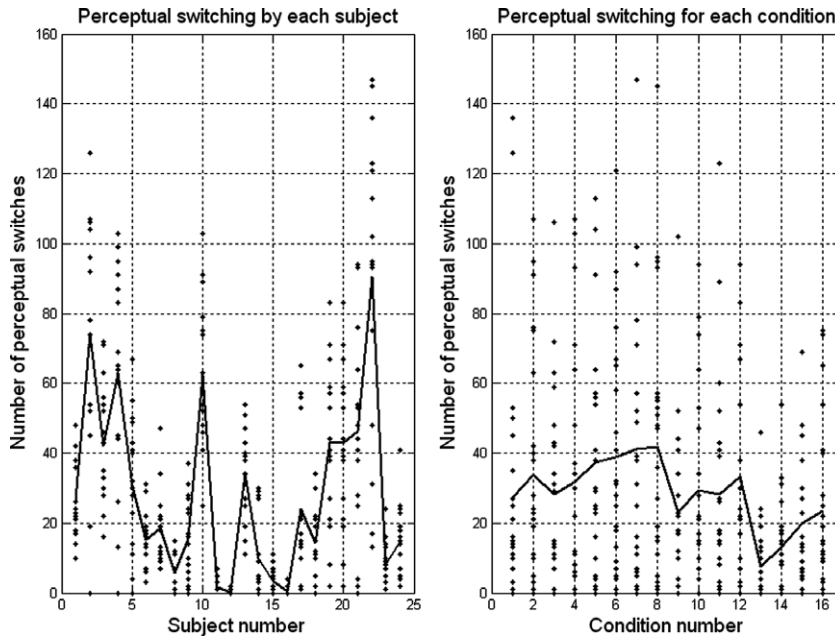 Perceptual switching by each subject
Number of perceptual switches
160
140
120
100
80
60
40
20
0
0 5 10 15 20 25
Subject number
Perceptual switching for each condition
Number of perceptual switches
160
140
120
100
80
60
40
20
0
0 2 4 6 8 10 12 14 16
Condition number